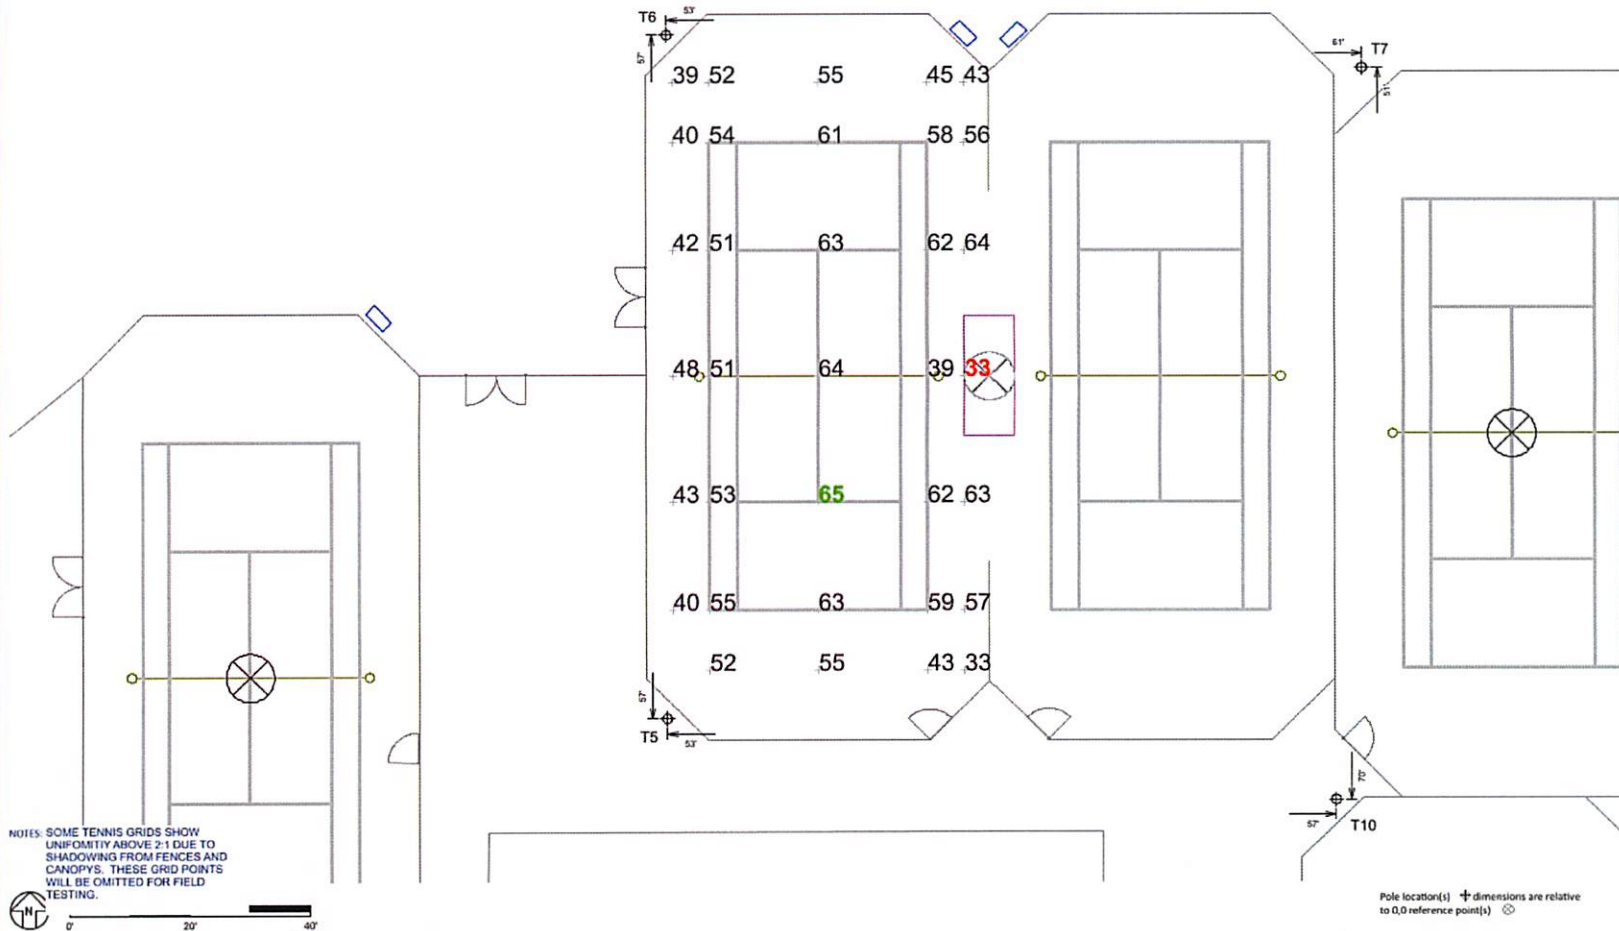 53'
T6
57'
61'
T7
51'
39 52 55 45 43
40 54 61 58 56
42 51 63 62 64
48 51 64 39 33
43 53 65 62 63
40 55 63 59 57
52 55 43 33
57'
T5
53'
70'
57'
T10
NOTES: SOME TENNIS GRIDS SHOW
UNIFOMITIY ABOVE 2:1 DUE TO
SHADOWING FROM FENCES AND
CANOPYS. THESE GRID POINTS
WILL BE OMITTED FOR FIELD
TESTING.
N
0' 20' 40'
Pole location(s) dimensions are relative
to 0,0 reference point(s)